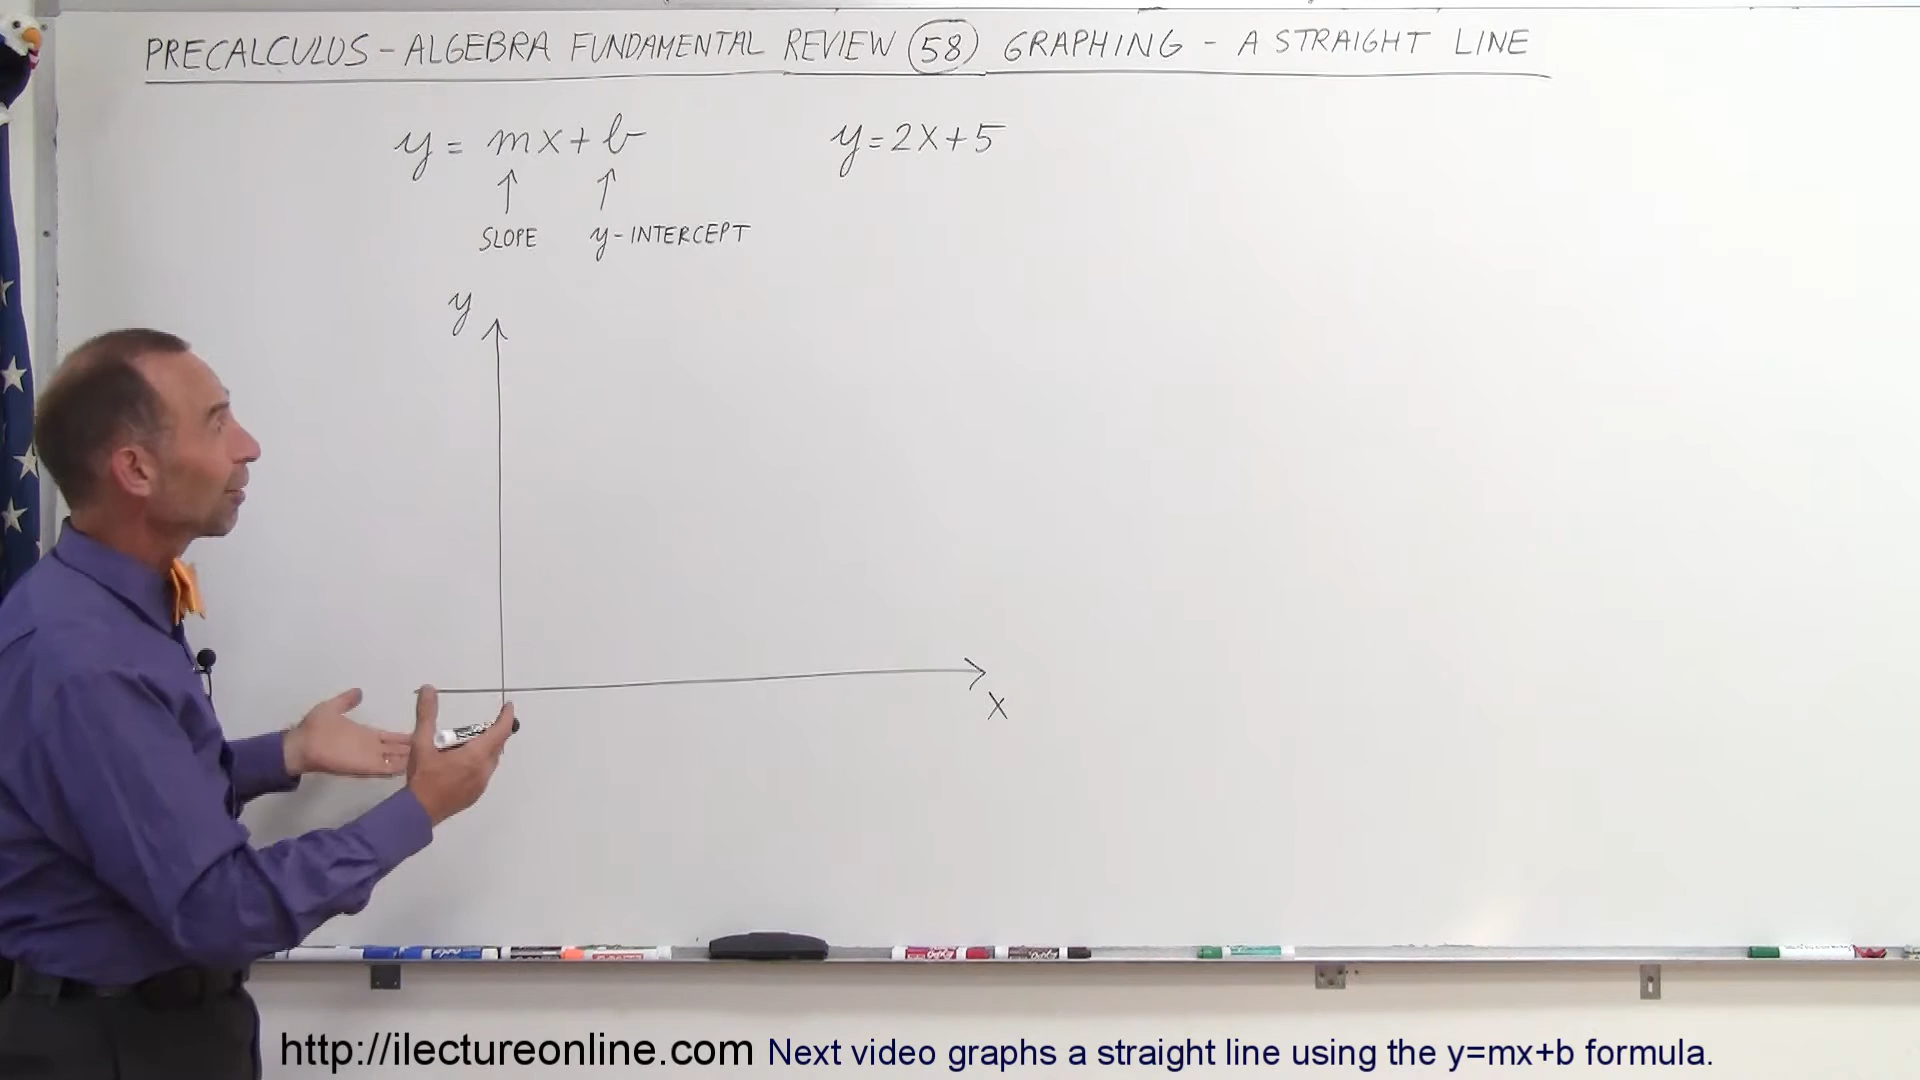 PRECALCULUS - ALGEBRA FUNDAMENTAL REVIEW 58 GRAPHING - A STRAIGHT LINE
y = mx + b
y = 2x + 5
↑ ↑
SLOPE y-INTERCEPT
y
x
http://ilectureonline.com Next video graphs a straight line using the y=mx+b formula.